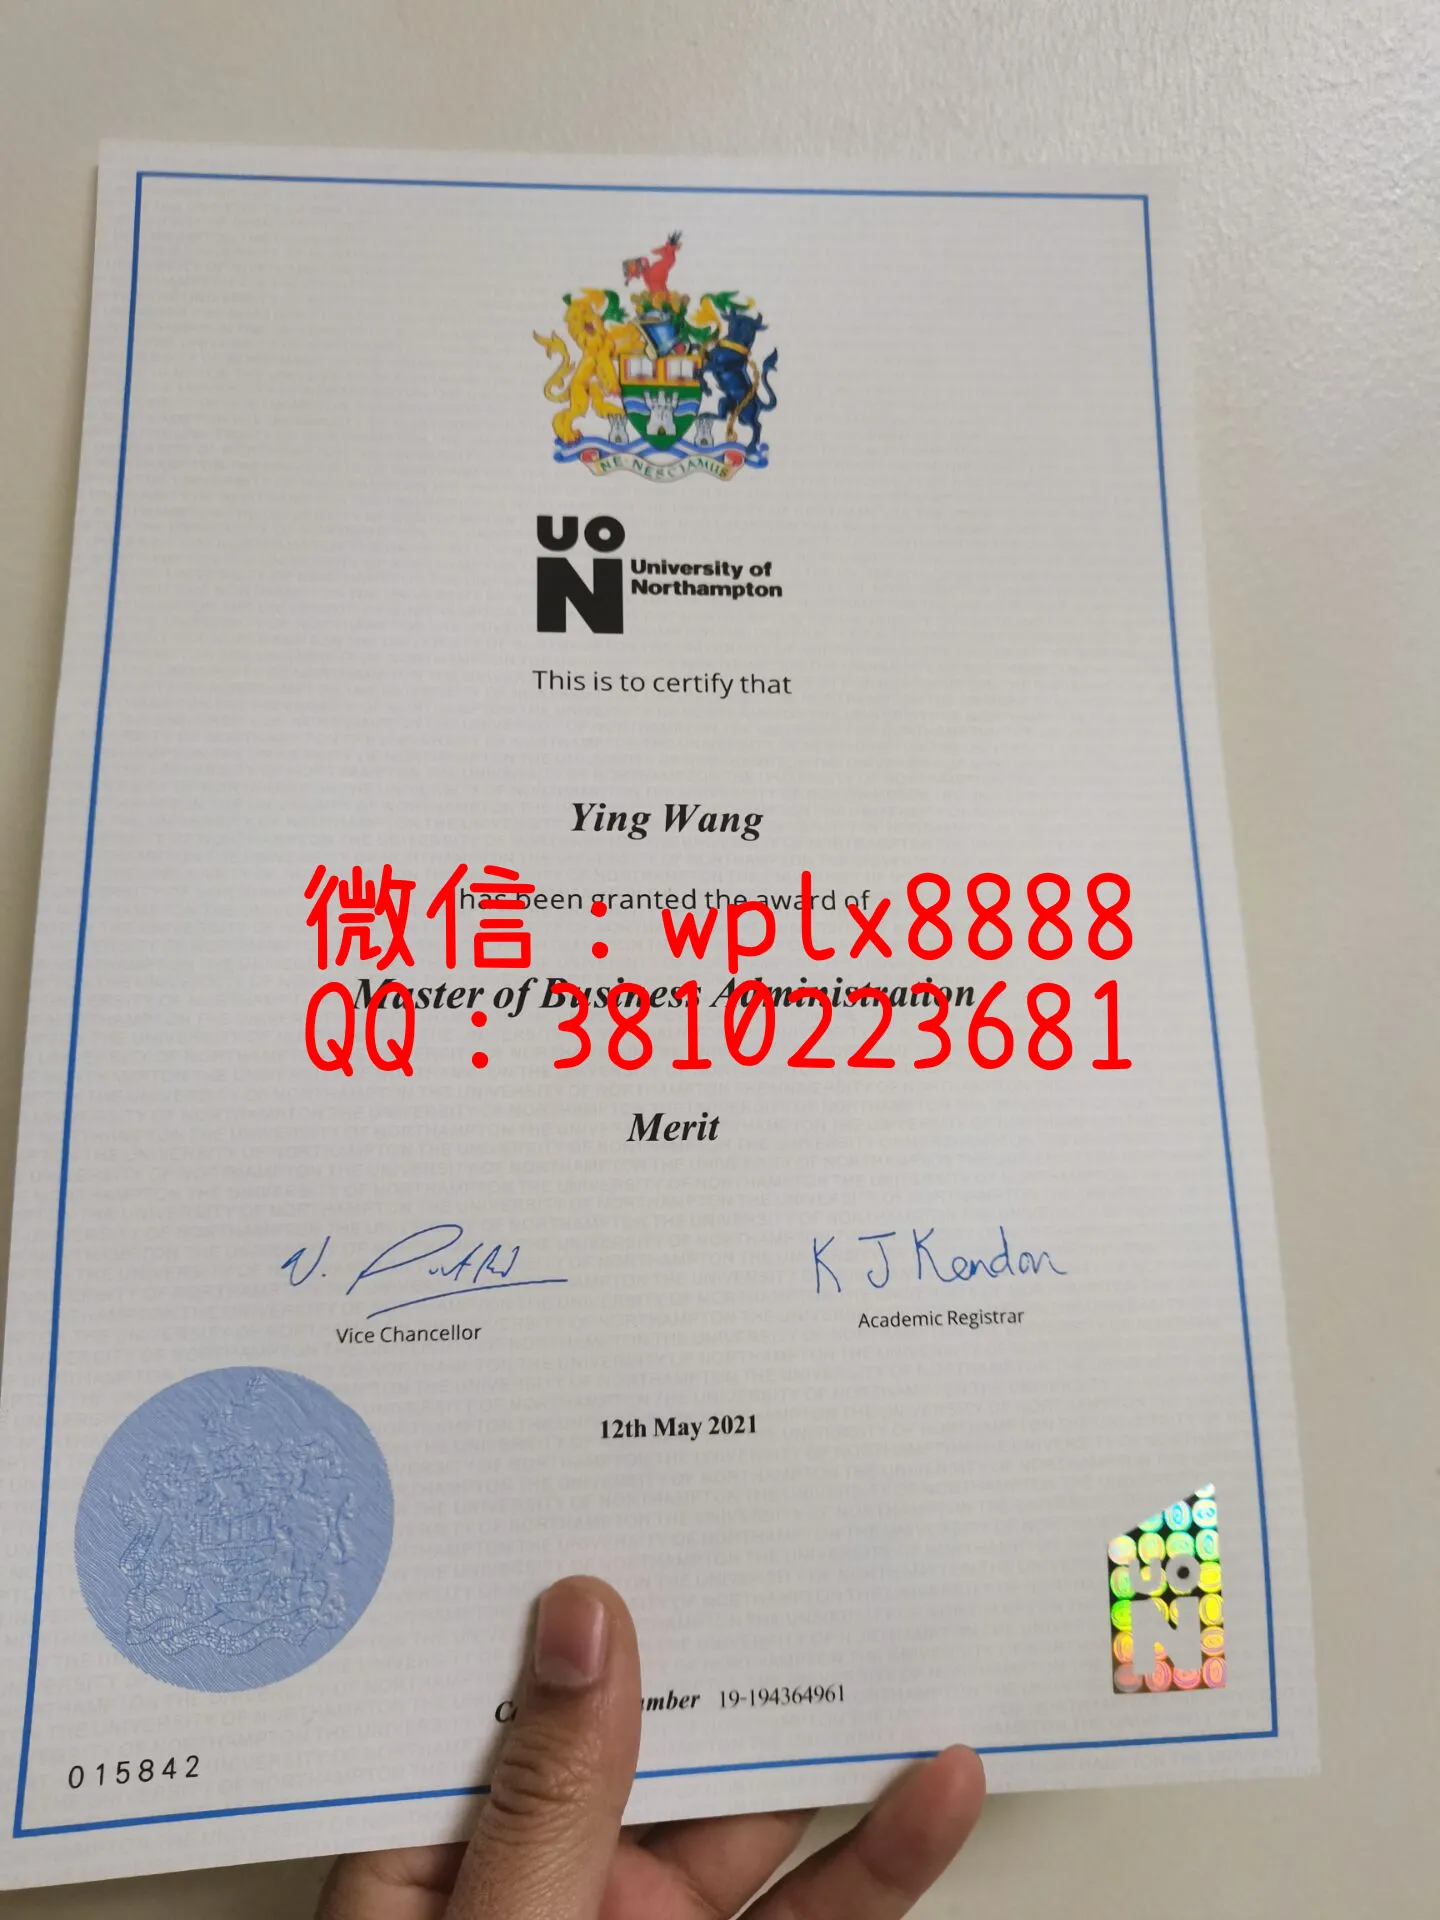 NE·NESCIAMUS
UON
University of
Northampton
This is to certify that
Ying Wang
has been granted the award of
微信：wplx8888
Master of Business Administration
QQ：3810223681
Merit
K J Kendon
Vice Chancellor
Academic Registrar
12th May 2021
UON
19-194364961
015842